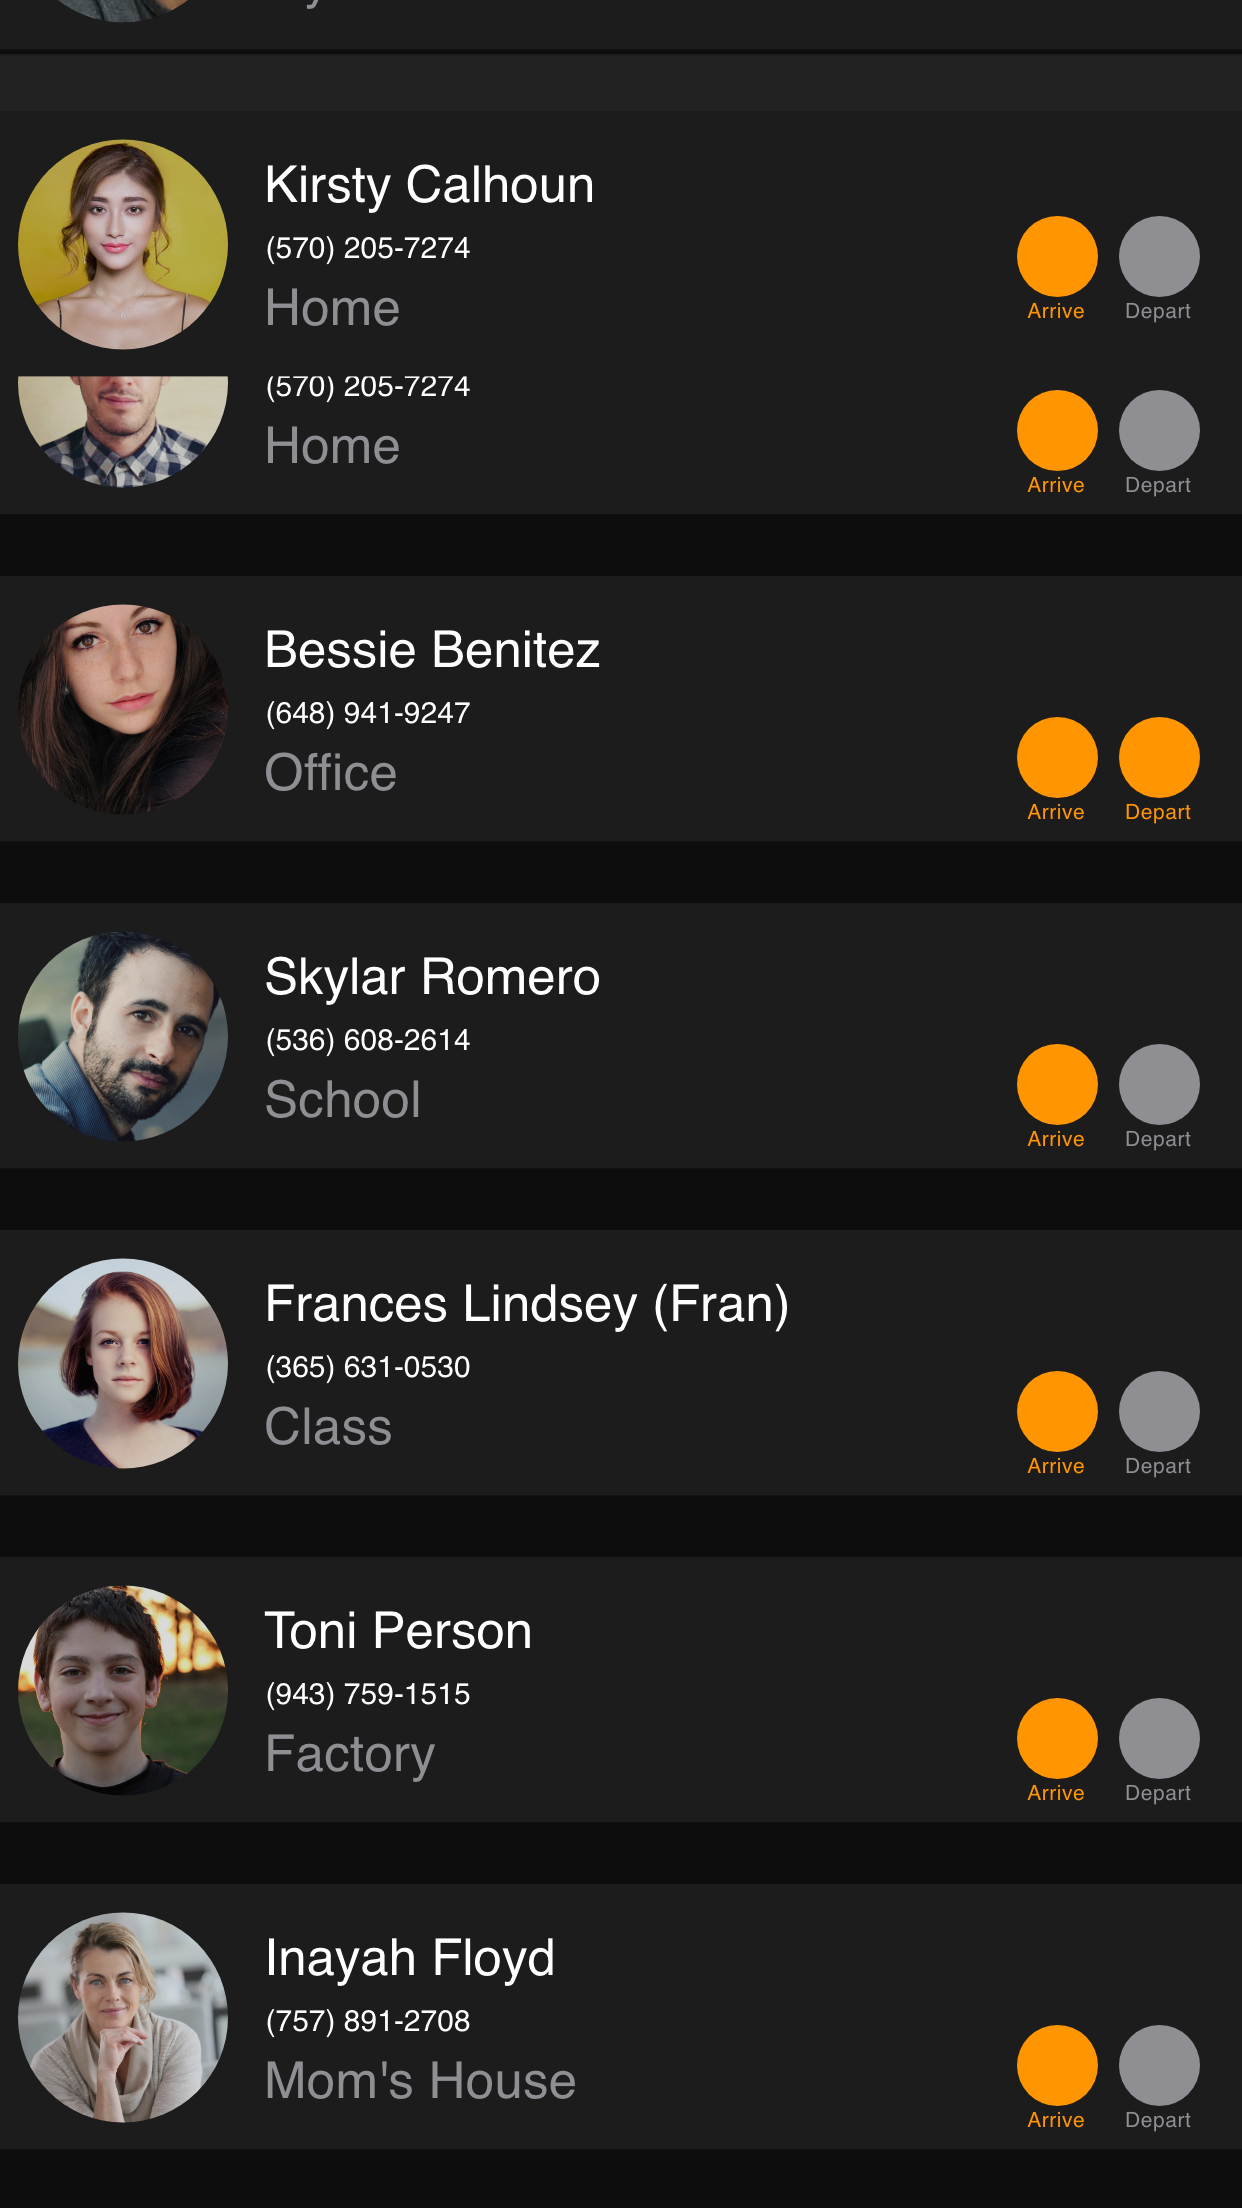 Kirsty Calhoun
(570) 205-7274
Home
Arrive Depart
(570) 205-7274
Home
Arrive Depart
Bessie Benitez
(648) 941-9247
Office
Arrive Depart
Skylar Romero
(536) 608-2614
School
Arrive Depart
Frances Lindsey (Fran)
(365) 631-0530
Class
Arrive Depart
Toni Person
(943) 759-1515
Factory
Arrive Depart
Inayah Floyd
(757) 891-2708
Mom's House
Arrive Depart